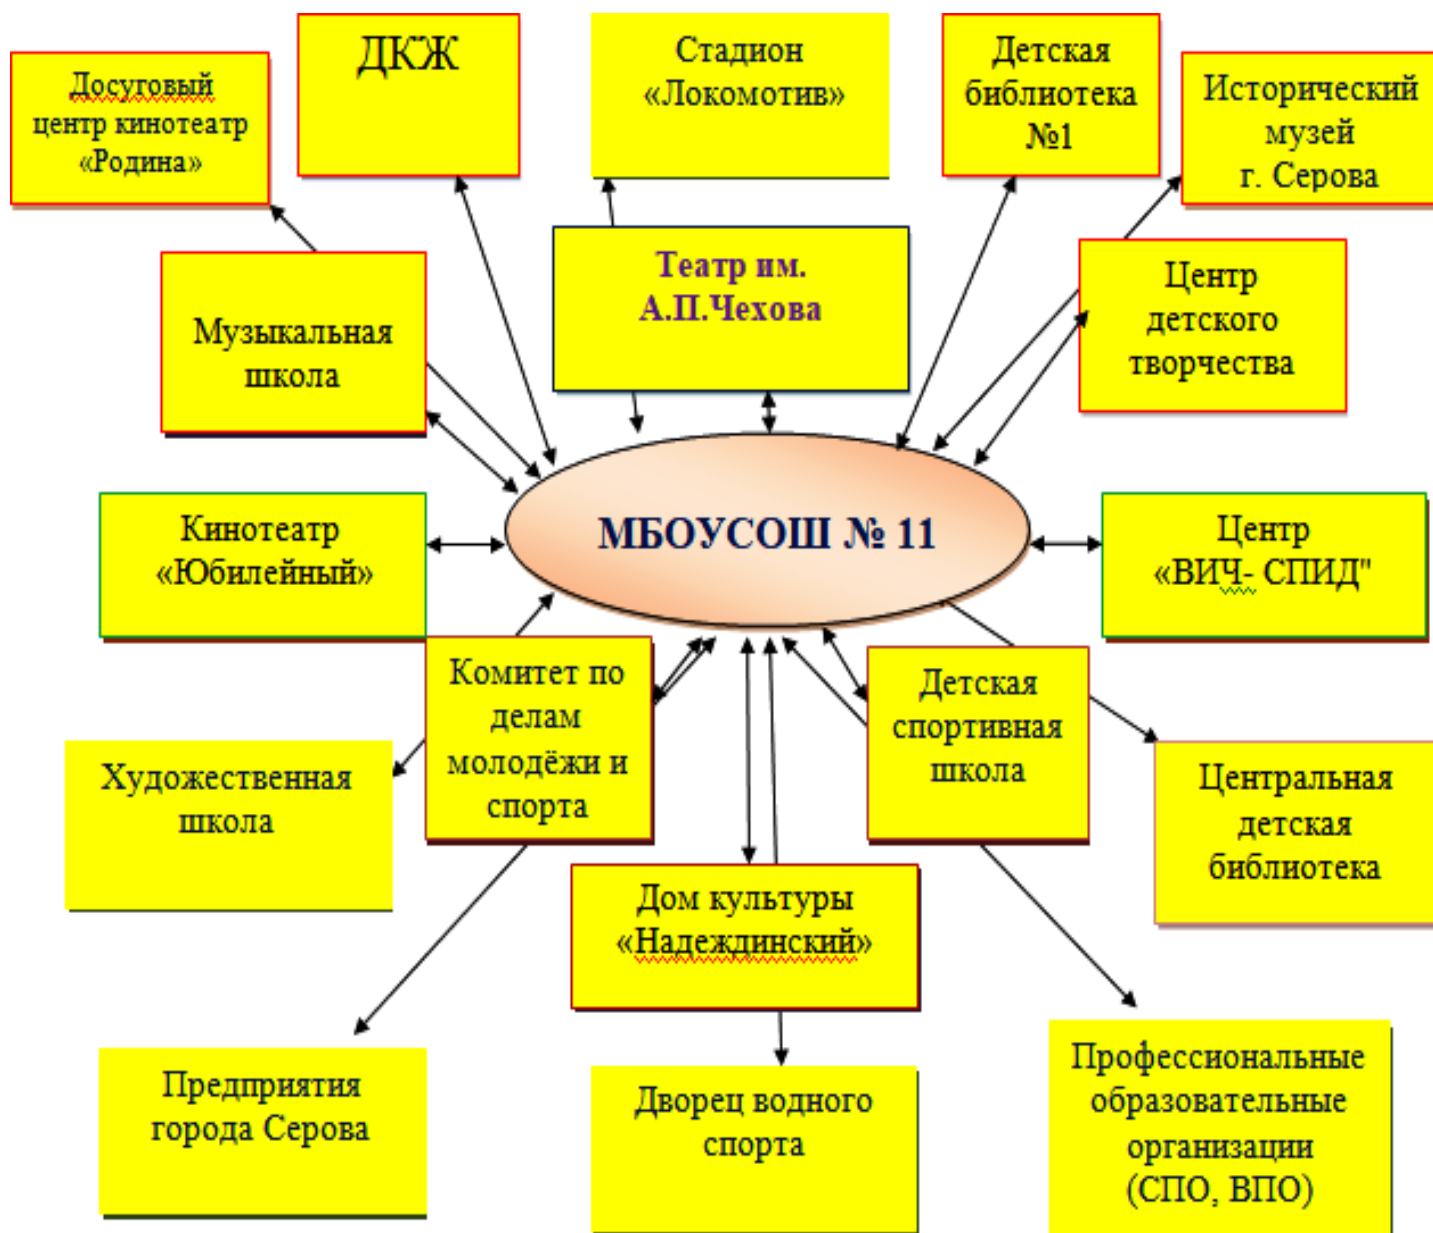 Досуговый
центр кинотеатр
«Родина»
ДКЖ
Стадион
«Локомотив»
Детская
библиотека
№1
Исторический
музей
г. Серова
Музыкальная
школа
Театр им.
А.П.Чехова
Центр
детского
творчества
Кинотеатр
«Юбилейный»
МБОУСОШ № 11
Центр
«ВИЧ- СПИД"
Художественная
школа
Комитет по
делам
молодёжи и
спорта
Детская
спортивная
школа
Центральная
детская
библиотека
Дом культуры
«Надеждинский»
Предприятия
города Серова
Дворец водного
спорта
Профессиональные
образовательные
организации
(СПО, ВПО)